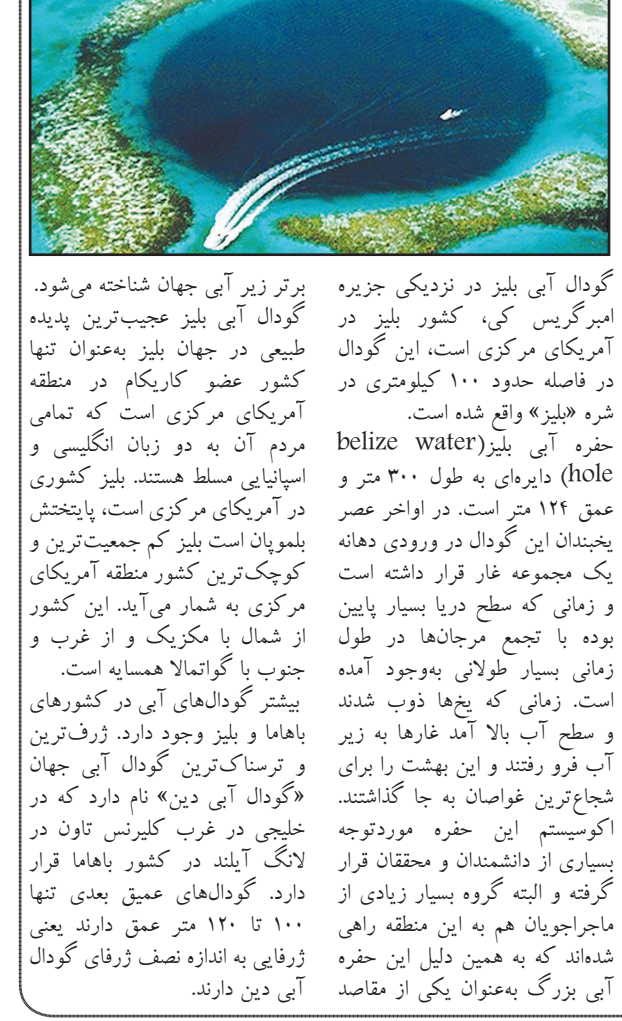 گودال آبی بلیز در نزدیکی جزیره
امبرگریس کی، کشور بلیز در
آمریکای مرکزی است، این گودال
در فاصله حدود ۱۰۰ کیلومتری در
شره «بلیز» واقع شده است.
حفره آبی بلیز(belize water
hole) دایره‌ای به طول ۳۰۰ متر و
عمق ۱۲۴ متر است. در اواخر عصر
یخبندان این گودال در ورودی دهانه
یک مجموعه غار قرار داشته است
و زمانی که سطح دریا بسیار پایین
بوده با تجمع مرجان‌ها در طول
زمانی بسیار طولانی به‌وجود آمده
است. زمانی که یخ‌ها ذوب شدند
و سطح آب بالا آمد غارها به زیر
آب فرو رفتند و این بهشت را برای
شجاع‌ترین غواصان به جا گذاشتند.
اکوسیستم این حفره موردتوجه
بسیاری از دانشمندان و محققان قرار
گرفته و البته گروه بسیار زیادی از
ماجراجویان هم به این منطقه راهی
شده‌اند که به همین دلیل این حفره
آبی بزرگ به‌عنوان یکی از مقاصد
برتر زیر آبی جهان شناخته می‌شود.
گودال آبی بلیز عجیب‌ترین پدیده
طبیعی در جهان بلیز به‌عنوان تنها
کشور عضو کاریکام در منطقه
آمریکای مرکزی است که تمامی
مردم آن به دو زبان انگلیسی و
اسپانیایی مسلط هستند. بلیز کشوری
در آمریکای مرکزی است، پایتختش
بلموپان است بلیز کم جمعیت‌ترین و
کوچک‌ترین کشور منطقه آمریکای
مرکزی به شمار می‌آید. این کشور
از شمال با مکزیک و از غرب و
جنوب با گواتمالا همسایه است.
بیشتر گودال‌های آبی در کشورهای
باهاما و بلیز وجود دارد. ژرف‌ترین
و ترسناک‌ترین گودال آبی جهان
«گودال آبی دین» نام دارد که در
خلیجی در غرب کلیرنس تاون در
لانگ آیلند در کشور باهاما قرار
دارد. گودال‌های عمیق بعدی تنها
۱۰۰ تا ۱۲۰ متر عمق دارند یعنی
ژرفایی به اندازه نصف ژرفای گودال
آبی دین دارند.